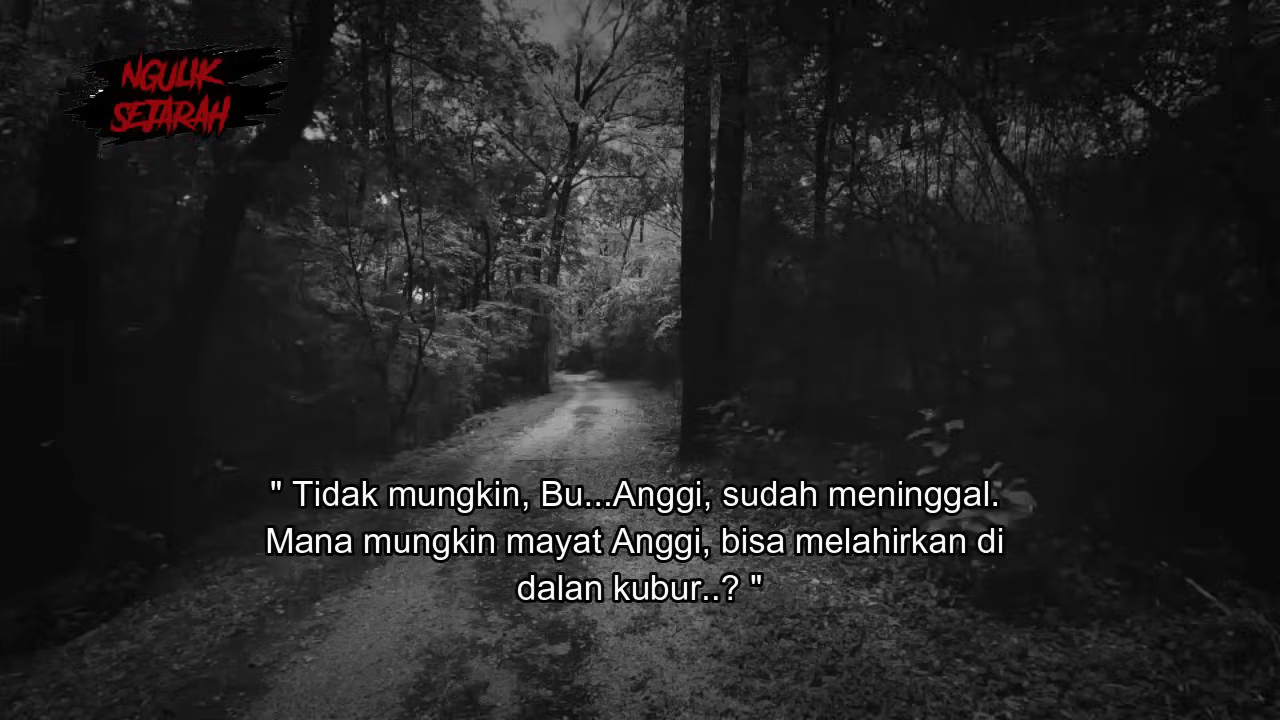 NGULIK
SEJARAH
" Tidak mungkin, Bu...Anggi, sudah meninggal.
Mana mungkin mayat Anggi, bisa melahirkan di
dalan kubur..? "